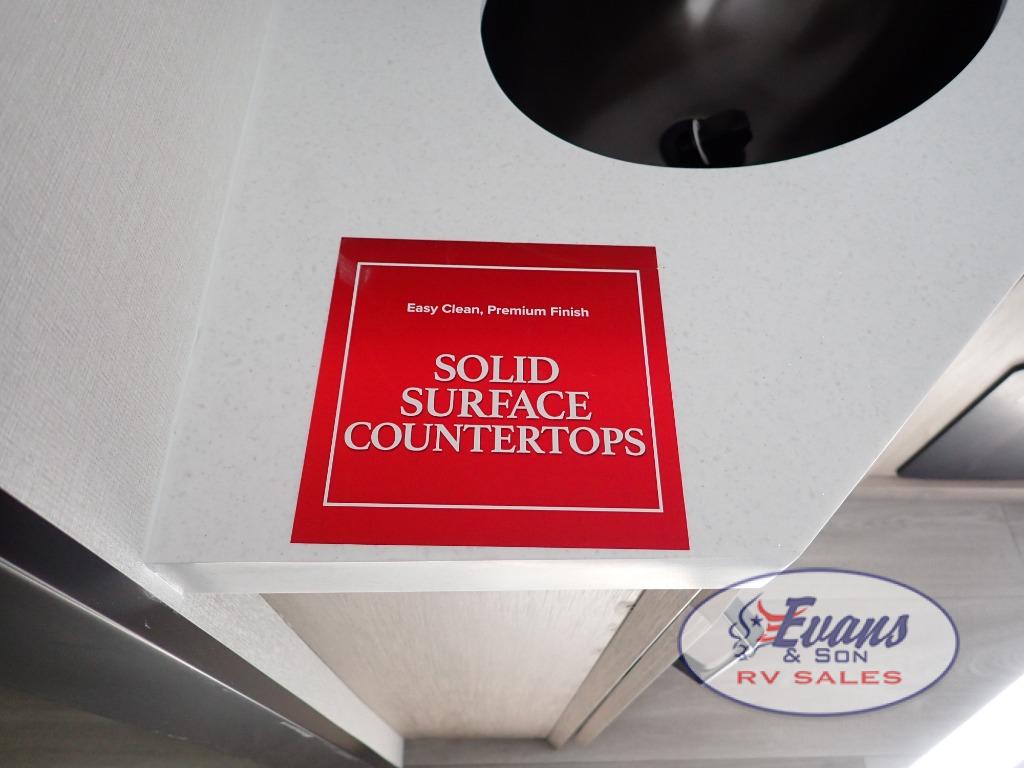 Easy Clean, Premium Finish
SOLID
SURFACE
COUNTERTOPS
Evans
& SON
RV SALES